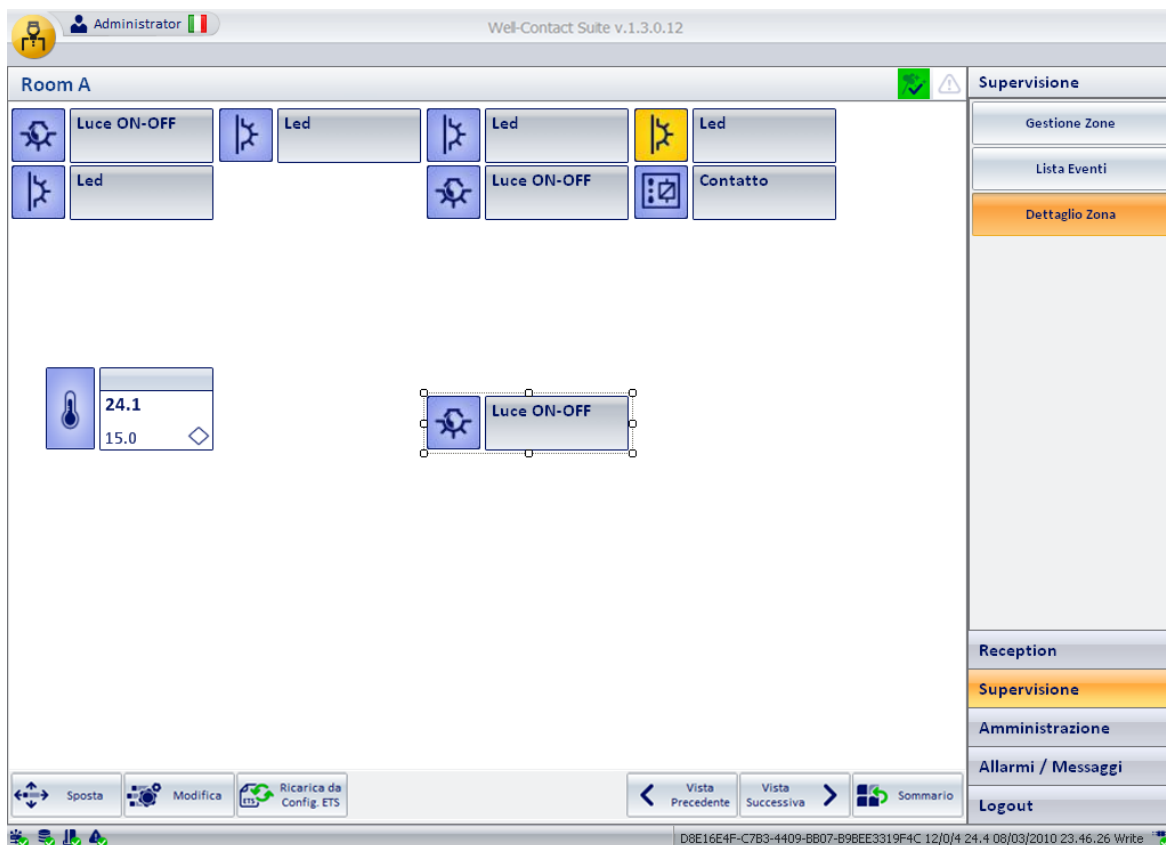 Administrator
Well-Contact Suite v.1.3.0.12
Room A
Supervisione
Luce ON-OFF
Led
Led
Led
Gestione Zone
Led
Luce ON-OFF
Contatto
Lista Eventi
Dettaglio Zona
24.1
15.0
Luce ON-OFF
Reception
Supervisione
Amministrazione
Allarmi / Messaggi
Logout
Sposta
Modifica
ETS
Ricarica da
Config. ETS
Vista
Precedente
Vista
Successiva
Sommario
D8E16E4F-C7B3-4409-BB07-B9BEE3319F4C 12/0/4 24.4 08/03/2010 23.46.26 Write